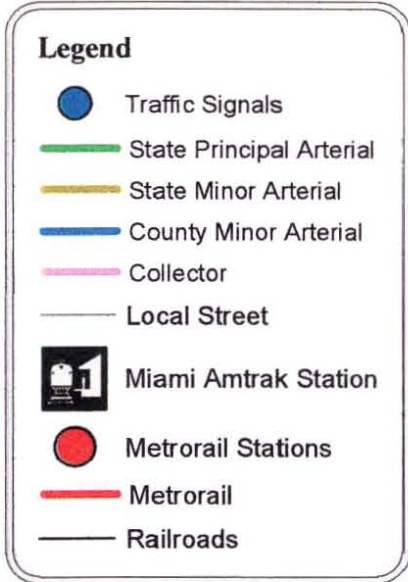 Legend
Traffic Signals
State Principal Arterial
State Minor Arterial
County Minor Arterial
Collector
Local Street
Miami Amtrak Station
Metrorail Stations
Metrorail
Railroads